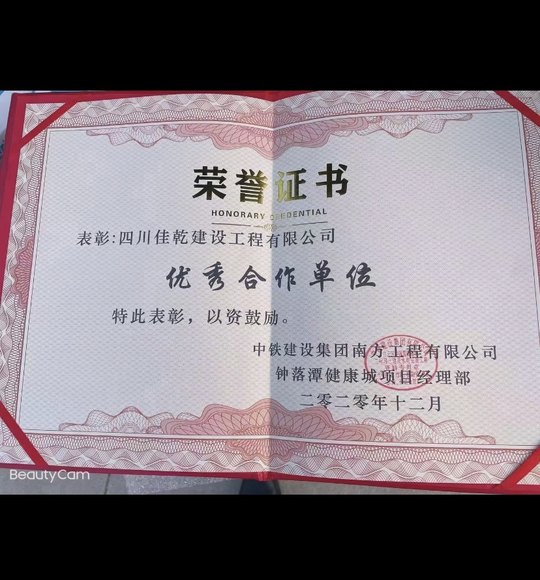 荣誉证书
HONORARY CREDENTIAL
表彰:四川佳乾建设工程有限公司
优秀合作单位
特此表彰，以资鼓励。
中铁建设集团南方工程有限公司
钟落潭健康城项目经理部
二〇二〇年十二月
BeautyCam